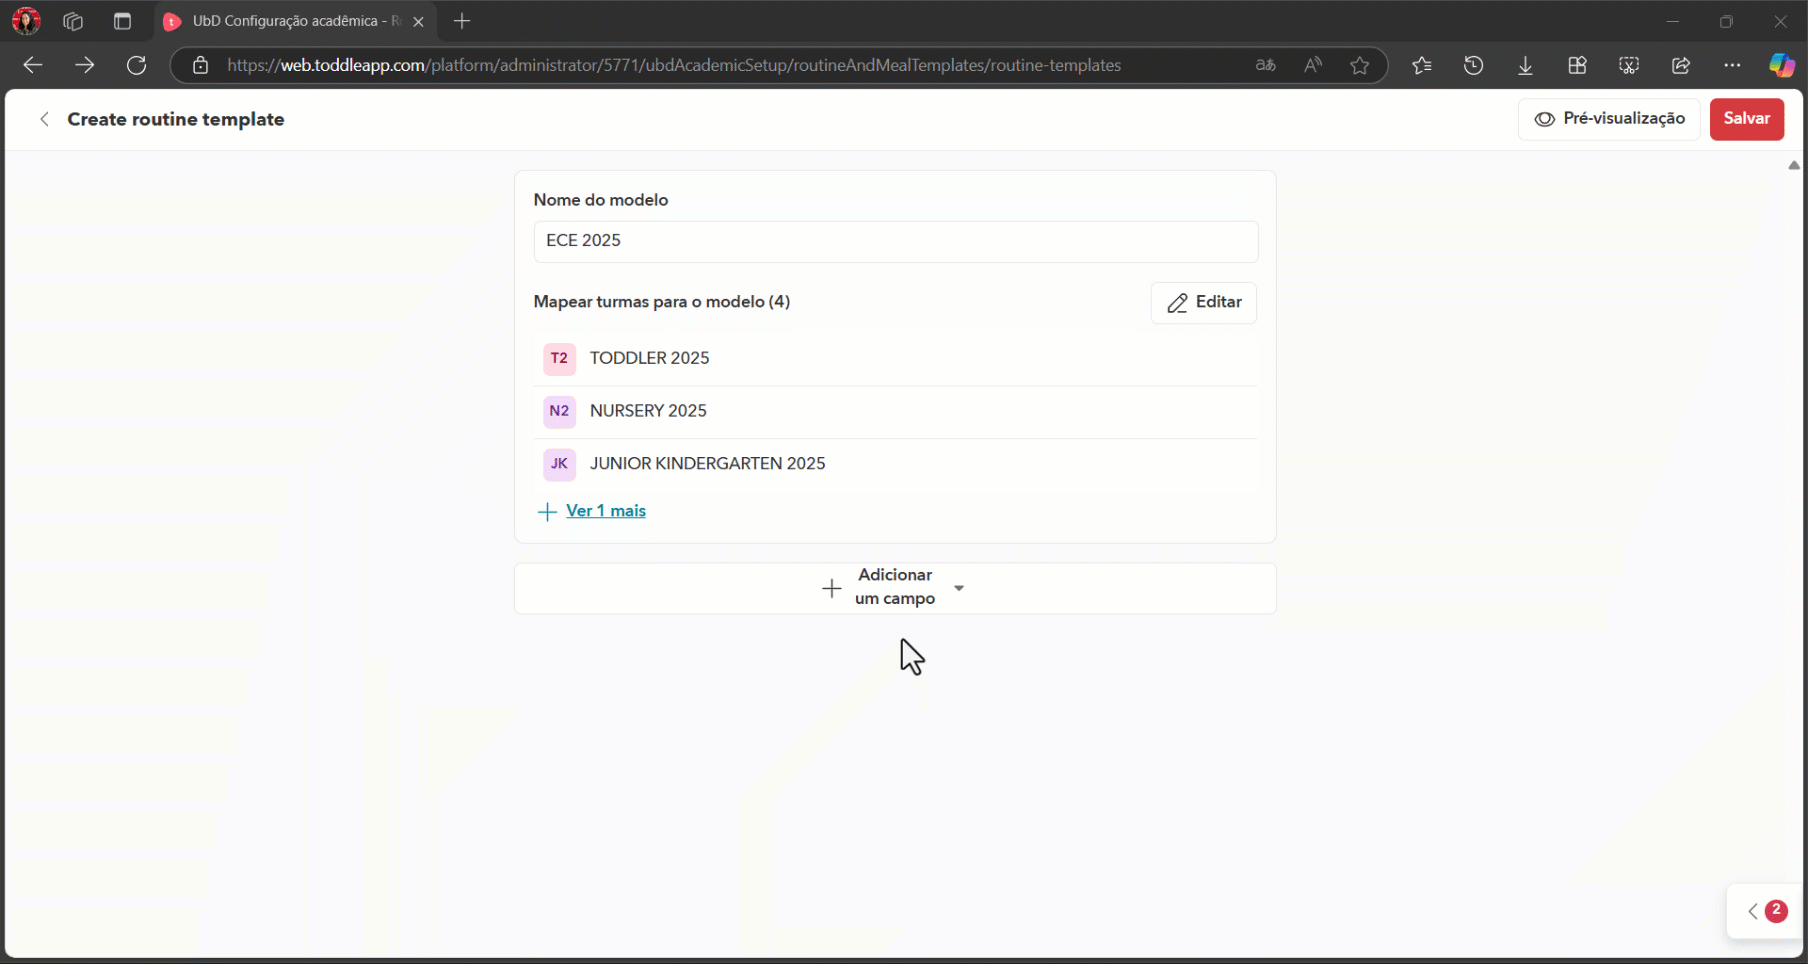 UbD Configuração acadêmica - R
https://web.toddleapp.com/platform/administrator/5771/ubdAcademicSetup/routineAndMealTemplates/routine-templates
Create routine template
Pré-visualização
Salvar
Nome do modelo
ECE 2025
Mapear turmas para o modelo (4)
Editar
T2 TODDLER 2025
N2 NURSERY 2025
JK JUNIOR KINDERGARTEN 2025
Ver 1 mais
Adicionar
um campo
2